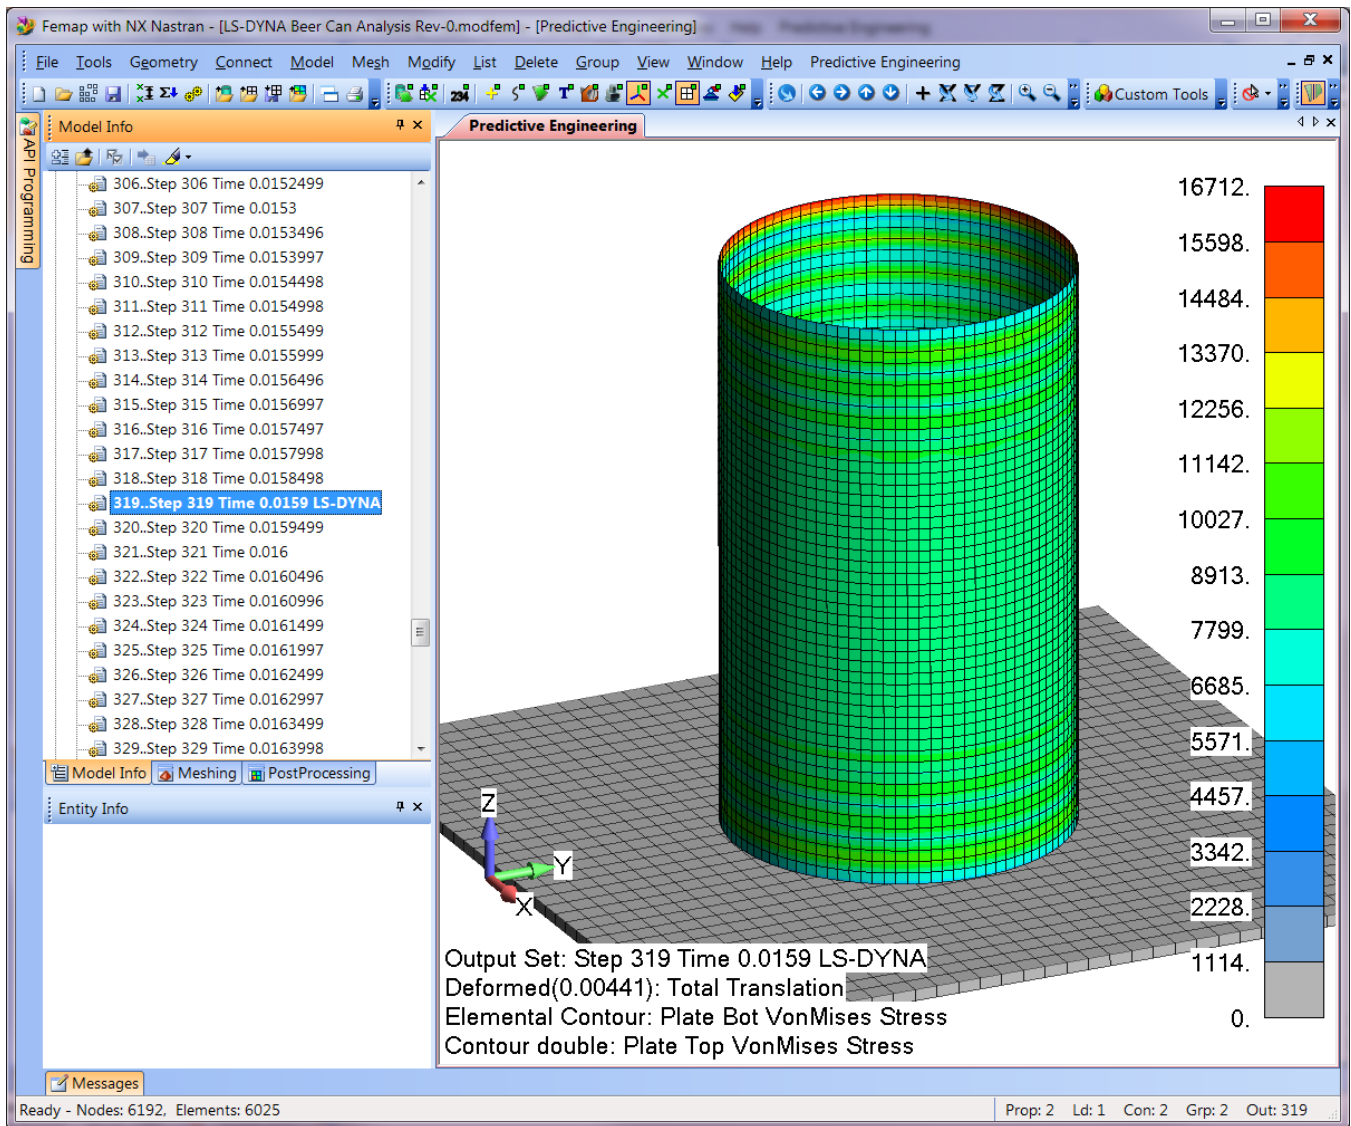 Femap with NX Nastran - [LS-DYNA Beer Can Analysis Rev-0.modfem] - [Predictive Engineering]
File Tools Geometry Connect Model Mesh Modify List Delete Group View Window Help Predictive Engineering
Custom Tools
API Programming
Model Info
Predictive Engineering
306..Step 306 Time 0.0152499
307..Step 307 Time 0.0153
308..Step 308 Time 0.0153496
309..Step 309 Time 0.0153997
310..Step 310 Time 0.0154498
311..Step 311 Time 0.0154998
312..Step 312 Time 0.0155499
313..Step 313 Time 0.0155999
314..Step 314 Time 0.0156496
315..Step 315 Time 0.0156997
316..Step 316 Time 0.0157497
317..Step 317 Time 0.0157998
318..Step 318 Time 0.0158498
319..Step 319 Time 0.0159 LS-DYNA
320..Step 320 Time 0.0159499
321..Step 321 Time 0.016
322..Step 322 Time 0.0160496
323..Step 323 Time 0.0160996
324..Step 324 Time 0.0161499
325..Step 325 Time 0.0161997
326..Step 326 Time 0.0162499
327..Step 327 Time 0.0162997
328..Step 328 Time 0.0163499
329..Step 329 Time 0.0163998
Model Info Meshing PostProcessing
Entity Info
16712.
15598.
14484.
13370.
12256.
11142.
10027.
8913.
7799.
6685.
5571.
4457.
3342.
2228.
1114.
0.
Z
Y
X
Output Set: Step 319 Time 0.0159 LS-DYNA
Deformed(0.00441): Total Translation
Elemental Contour: Plate Bot VonMises Stress
Contour double: Plate Top VonMises Stress
Messages
Ready - Nodes: 6192, Elements: 6025
Prop: 2 Ld: 1 Con: 2 Grp: 2 Out: 319